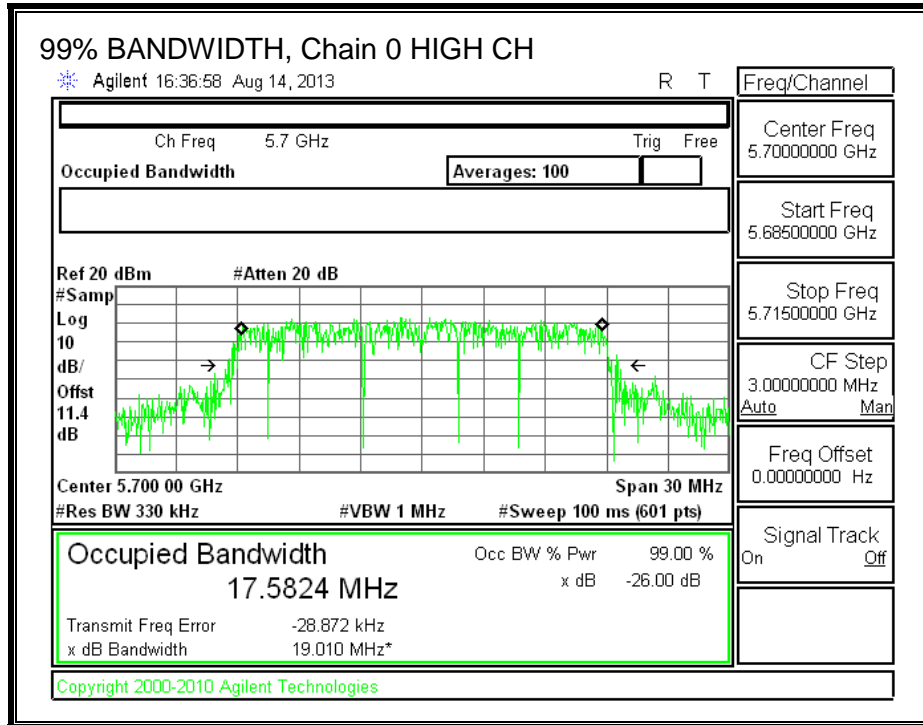 99% BANDWIDTH, Chain 0 HIGH CH
Agilent 16:36:58 Aug 14, 2013 R T
Freq/Channel
Ch Freq 5.7 GHz Trig Free
Occupied Bandwidth Averages: 100
Center Freq
5.70000000 GHz
Start Freq
5.68500000 GHz
Stop Freq
5.71500000 GHz
CF Step
3.00000000 MHz
Auto Man
Freq Offset
0.00000000 Hz
Signal Track
On Off
Ref 20 dBm #Atten 20 dB
#Samp
Log
10
dB/
Offst
11.4
dB
Center 5.700 00 GHz Span 30 MHz
#Res BW 330 kHz #VBW 1 MHz #Sweep 100 ms (601 pts)
Occupied Bandwidth
17.5824 MHz
Occ BW % Pwr 99.00 %
x dB -26.00 dB
Transmit Freq Error -28.872 kHz
x dB Bandwidth 19.010 MHz*
Copyright 2000-2010 Agilent Technologies